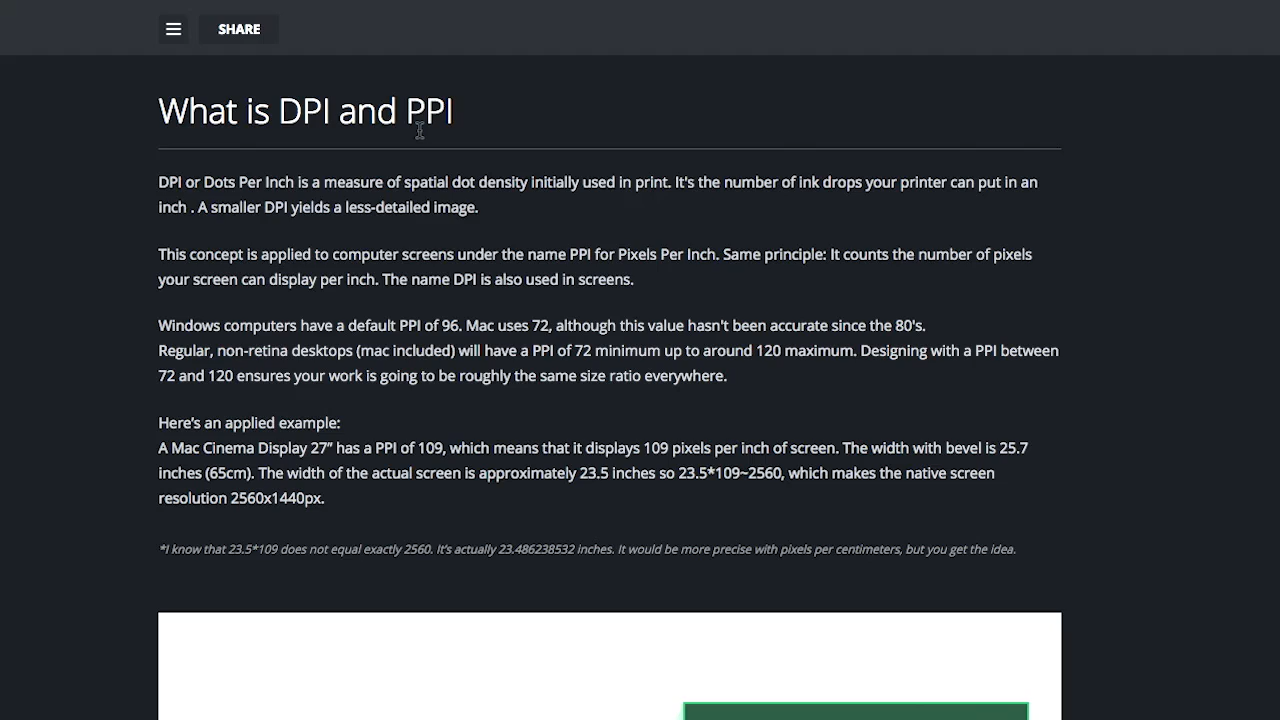 SHARE
What is DPI and PPI
DPI or Dots Per Inch is a measure of spatial dot density initially used in print. It's the number of ink drops your printer can put in an
inch . A smaller DPI yields a less-detailed image.
This concept is applied to computer screens under the name PPI for Pixels Per Inch. Same principle: It counts the number of pixels
your screen can display per inch. The name DPI is also used in screens.
Windows computers have a default PPI of 96. Mac uses 72, although this value hasn't been accurate since the 80's.
Regular, non-retina desktops (mac included) will have a PPI of 72 minimum up to around 120 maximum. Designing with a PPI between
72 and 120 ensures your work is going to be roughly the same size ratio everywhere.
Here's an applied example:
A Mac Cinema Display 27” has a PPI of 109, which means that it displays 109 pixels per inch of screen. The width with bevel is 25.7
inches (65cm). The width of the actual screen is approximately 23.5 inches so 23.5*109~2560, which makes the native screen
resolution 2560x1440px.
*I know that 23.5*109 does not equal exactly 2560. It's actually 23.486238532 inches. It would be more precise with pixels per centimeters, but you get the idea.